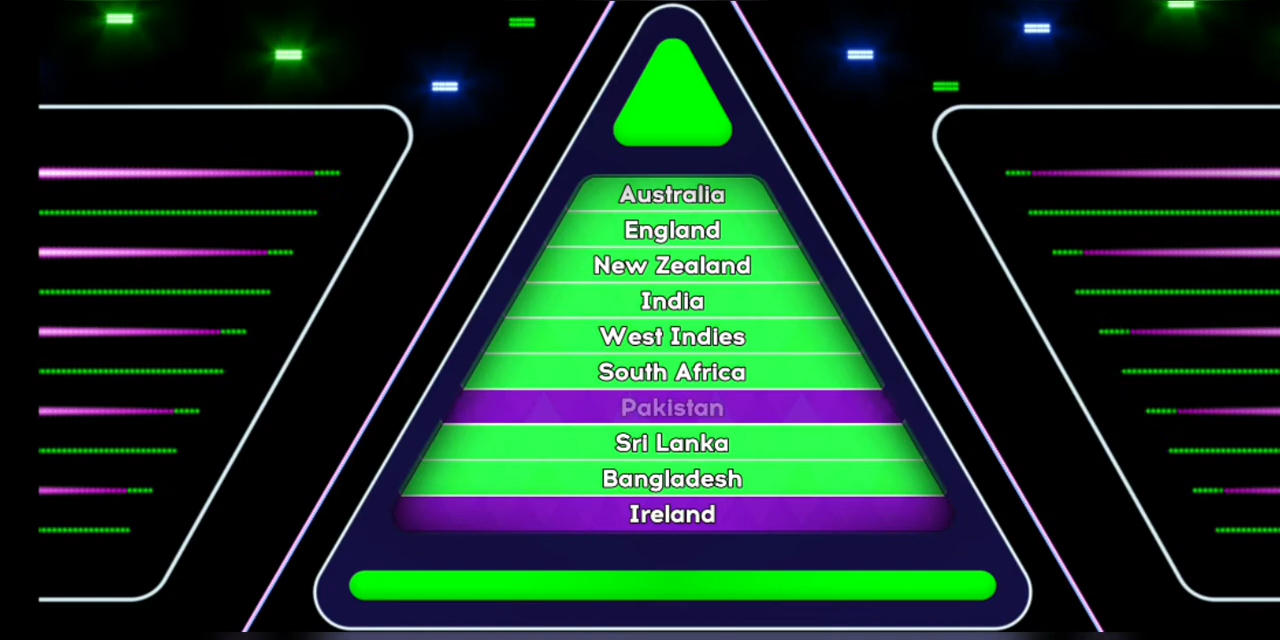 Australia
England
New Zealand
India
West Indies
South Africa
Pakistan
Sri Lanka
Bangladesh
Ireland